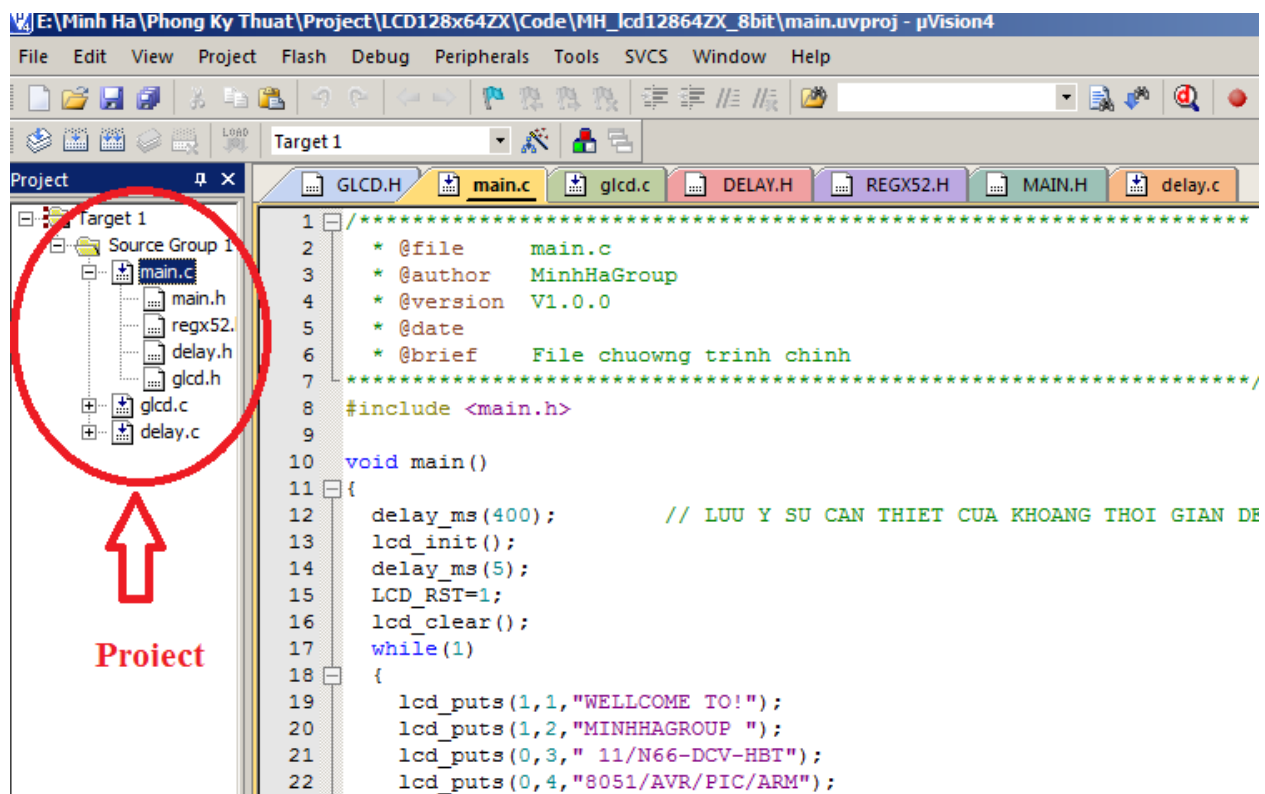 E:\Minh Ha\Phong Ky Thuat\Project\LCD128x64ZX\Code\MH_lcd12864ZX_8bit\main.uvproj - µVision4
File Edit View Project Flash Debug Peripherals Tools SVCS Window Help
LOAD
Target 1
Project
GLCD.H main.c glcd.c DELAY.H REGX52.H MAIN.H delay.c
Target 1
Source Group 1
main.c
main.h
regx52.
delay.h
glcd.h
glcd.c
delay.c
Proiect
1 /*******************************************************************
2 * @file main.c
3 * @author MinhHaGroup
4 * @version V1.0.0
5 * @date
6 * @brief File chuowng trinh chinh
7 ********************************************************************/
8 #include <main.h>
9
10 void main()
11 {
12 delay_ms(400); // LUU Y SU CAN THIET CUA KHOANG THOI GIAN DE
13 lcd_init();
14 delay_ms(5);
15 LCD_RST=1;
16 lcd_clear();
17 while(1)
18 {
19 lcd_puts(1,1,"WELLCOME TO!");
20 lcd_puts(1,2,"MINHHAGROUP ");
21 lcd_puts(0,3," 11/N66-DCV-HBT");
22 lcd_puts(0,4,"8051/AVR/PIC/ARM");